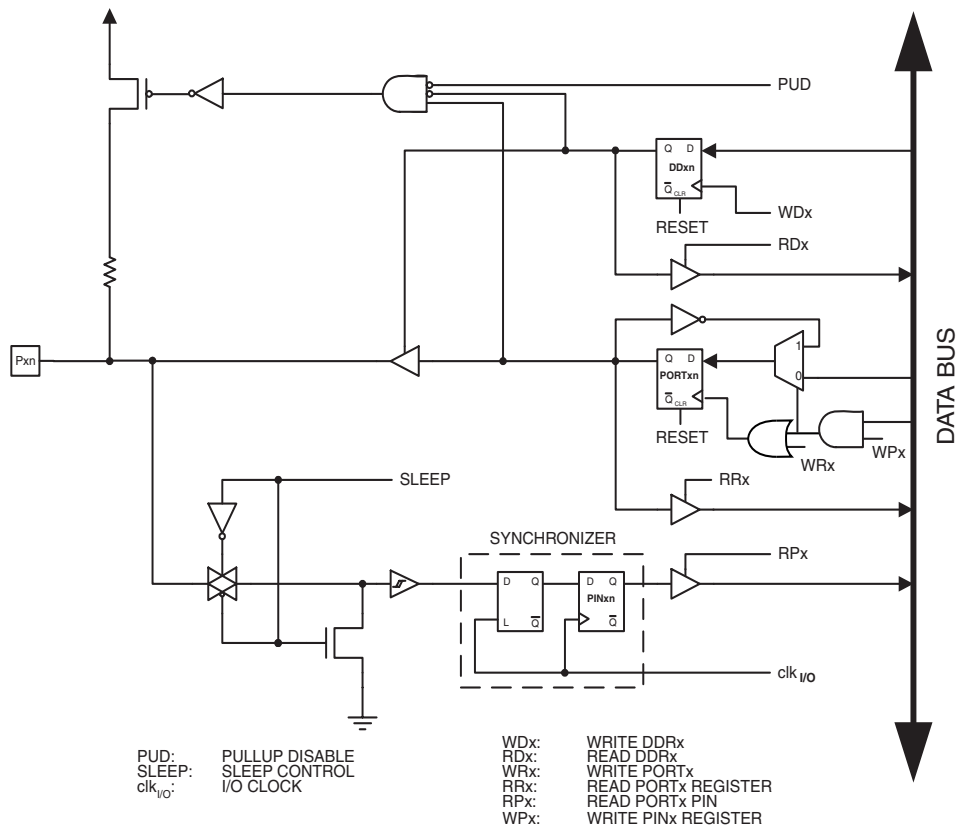 PUD
Q D
DDxn
Q CLR
WDx
RESET
RDx
Pxn
1
Q D
PORTxn
0
Q CLR
RESET
WRx
WPx
DATA BUS
SLEEP
RRx
SYNCHRONIZER
RPx
D Q
L Q
D Q
PINxn
Q
clk I/O
PUD: PULLUP DISABLE
SLEEP: SLEEP CONTROL
clkI/O: I/O CLOCK
WDx: WRITE DDRx
RDx: READ DDRx
WRx: WRITE PORTx
RRx: READ PORTx REGISTER
RPx: READ PORTx PIN
WPx: WRITE PINx REGISTER